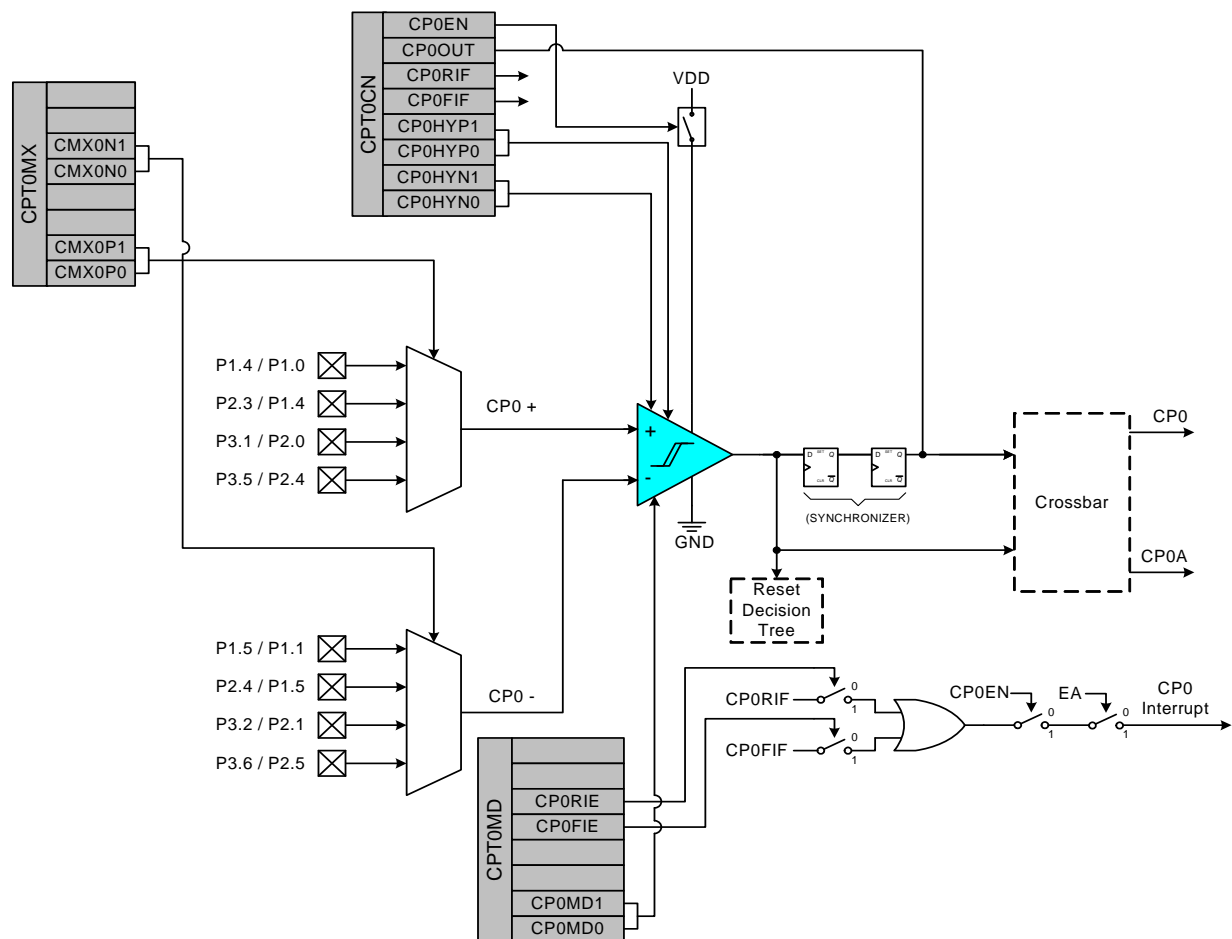 CPT0CN
CP0EN
CP0OUT
CP0RIF
CP0FIF
CP0HYP1
CP0HYP0
CP0HYN1
CP0HYN0
VDD
CPT0MX
CMX0N1
CMX0N0
CMX0P1
CMX0P0
P1.4 / P1.0
P2.3 / P1.4
P3.1 / P2.0
P3.5 / P2.4
CP0 +
+
-
GND
D SET Q
CLR Q
D SET Q
CLR Q
(SYNCHRONIZER)
Crossbar
CP0
CP0A
Reset
Decision
Tree
P1.5 / P1.1
P2.4 / P1.5
P3.2 / P2.1
P3.6 / P2.5
CP0 -
CP0RIF
0
1
CP0FIF
0
1
CP0EN
0
1
EA
0
1
CP0
Interrupt
CPT0MD
CP0RIE
CP0FIE
CP0MD1
CP0MD0